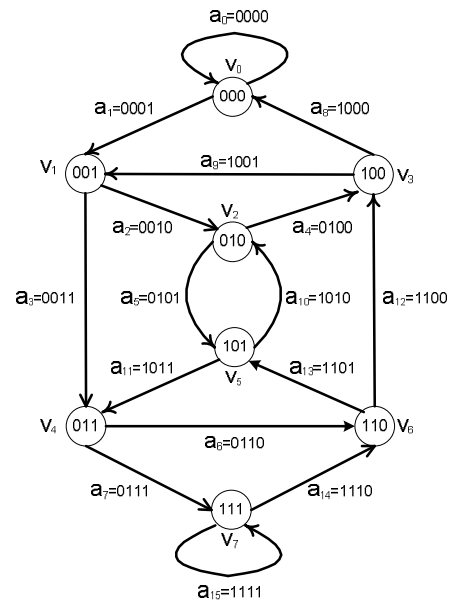 a₀=0000
V₀
000
a₁=0001
a₈=1000
a₉=1001
V₁
001
100
V₃
V₂
a₂=0010
a₄=0100
010
a₃=0011
a₅=0101
a₁₀=1010
a₁₂=1100
101
a₁₁=1011
a₁₃=1101
V₅
V₄
011
110
V₆
a₆=0110
a₇=0111
a₁₄=1110
111
V₇
a₁₅=1111